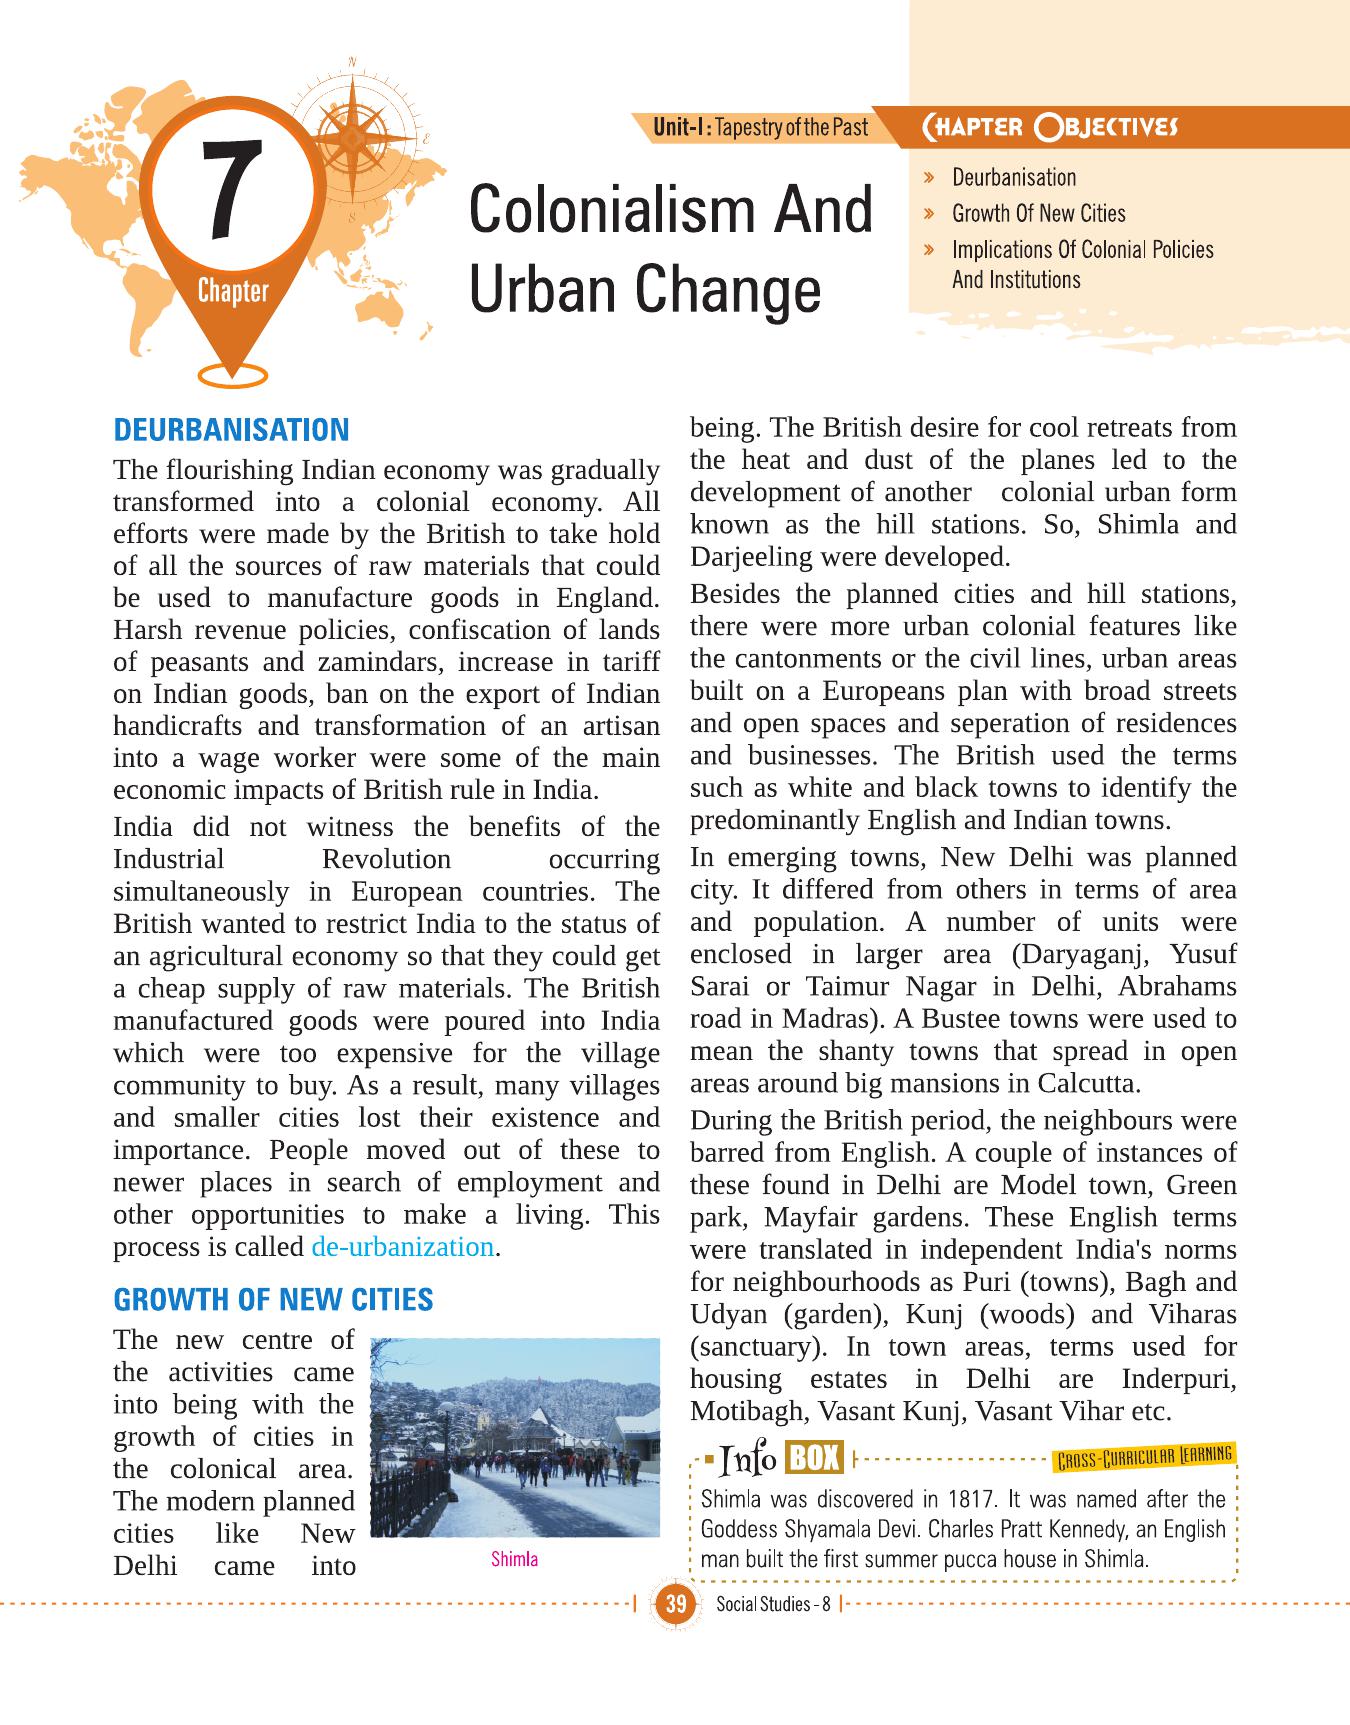 7
Chapter
N
E
S
Unit-I : Tapestry of the Past
Colonialism And
Urban Change
CHAPTER OBJECTIVES
» Deurbanisation
» Growth Of New Cities
» Implications Of Colonial Policies
And Institutions
DEURBANISATION
The flourishing Indian economy was gradually
transformed into a colonial economy. All
efforts were made by the British to take hold
of all the sources of raw materials that could
be used to manufacture goods in England.
Harsh revenue policies, confiscation of lands
of peasants and zamindars, increase in tariff
on Indian goods, ban on the export of Indian
handicrafts and transformation of an artisan
into a wage worker were some of the main
economic impacts of British rule in India.
India did not witness the benefits of the
Industrial Revolution occurring
simultaneously in European countries. The
British wanted to restrict India to the status of
an agricultural economy so that they could get
a cheap supply of raw materials. The British
manufactured goods were poured into India
which were too expensive for the village
community to buy. As a result, many villages
and smaller cities lost their existence and
importance. People moved out of these to
newer places in search of employment and
other opportunities to make a living. This
process is called de-urbanization.
GROWTH OF NEW CITIES
The new centre of
the activities came
into being with the
growth of cities in
the colonical area.
The modern planned
cities like New
Delhi came into
Shimla
being. The British desire for cool retreats from
the heat and dust of the planes led to the
development of another colonial urban form
known as the hill stations. So, Shimla and
Darjeeling were developed.
Besides the planned cities and hill stations,
there were more urban colonial features like
the cantonments or the civil lines, urban areas
built on a Europeans plan with broad streets
and open spaces and seperation of residences
and businesses. The British used the terms
such as white and black towns to identify the
predominantly English and Indian towns.
In emerging towns, New Delhi was planned
city. It differed from others in terms of area
and population. A number of units were
enclosed in larger area (Daryaganj, Yusuf
Sarai or Taimur Nagar in Delhi, Abrahams
road in Madras). A Bustee towns were used to
mean the shanty towns that spread in open
areas around big mansions in Calcutta.
During the British period, the neighbours were
barred from English. A couple of instances of
these found in Delhi are Model town, Green
park, Mayfair gardens. These English terms
were translated in independent India's norms
for neighbourhoods as Puri (towns), Bagh and
Udyan (garden), Kunj (woods) and Viharas
(sanctuary). In town areas, terms used for
housing estates in Delhi are Inderpuri,
Motibagh, Vasant Kunj, Vasant Vihar etc.
Info BOX
CROSS-CURRICULAR LEARNING
Shimla was discovered in 1817. It was named after the
Goddess Shyamala Devi. Charles Pratt Kennedy, an English
man built the first summer pucca house in Shimla.
39 Social Studies - 8